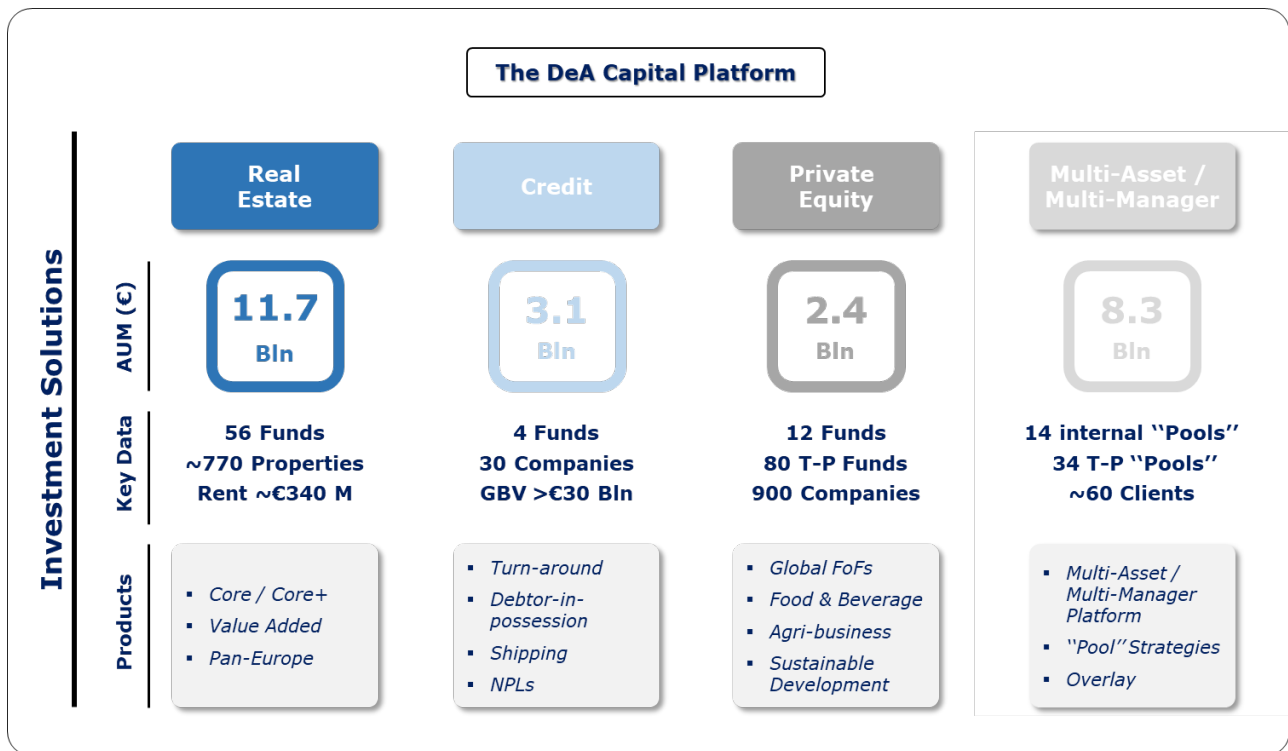 The DeA Capital Platform
Investment Solutions
Real
Estate
Credit
Private
Equity
Multi-Asset /
Multi-Manager
AUM (€)
11.7
Bln
3.1
Bln
2.4
Bln
8.3
Bln
Key Data
56 Funds
~770 Properties
Rent ~€340 M
4 Funds
30 Companies
GBV >€30 Bln
12 Funds
80 T-P Funds
900 Companies
14 internal ‘‘Pools’’
34 T-P ‘‘Pools’’
~60 Clients
Products
▪ Core / Core+
▪ Value Added
▪ Pan-Europe
▪ Turn-around
▪ Debtor-in-
possession
▪ Shipping
▪ NPLs
▪ Global FoFs
▪ Food & Beverage
▪ Agri-business
▪ Sustainable
Development
▪ Multi-Asset /
Multi-Manager
Platform
▪ ‘‘Pool’’ Strategies
▪ Overlay